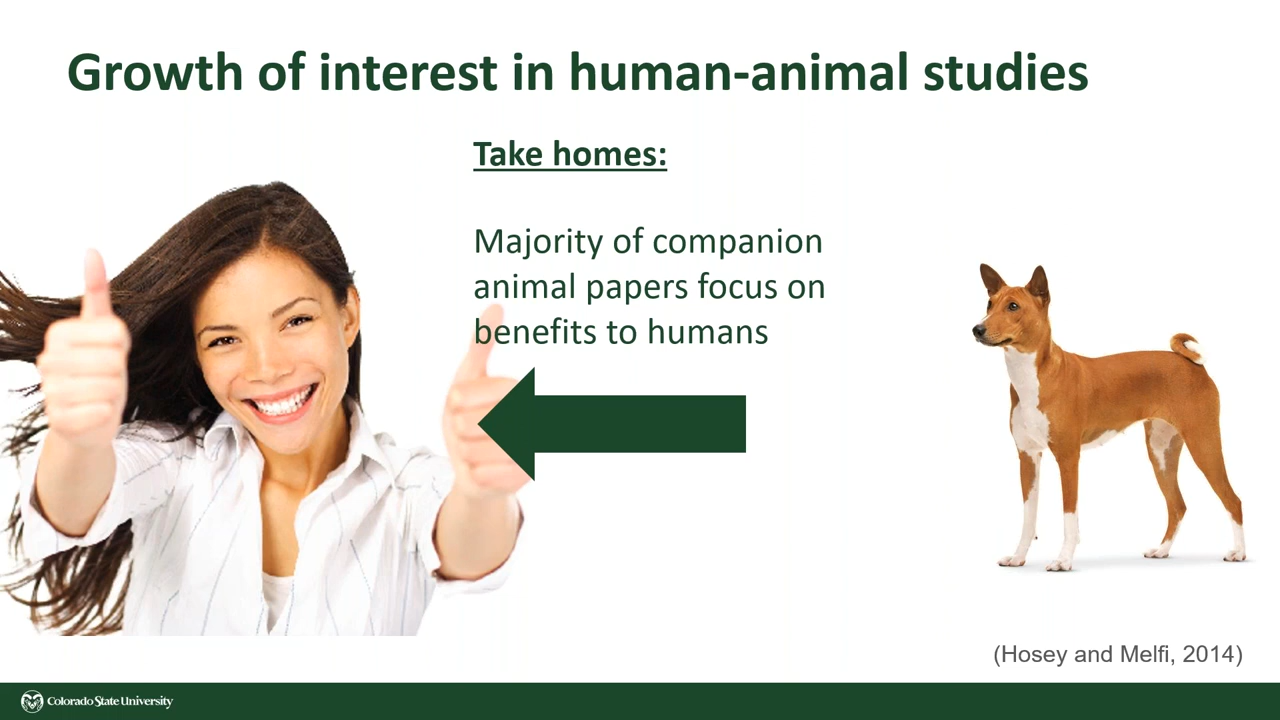 Growth of interest in human-animal studies
Take homes:
Majority of companion
animal papers focus on
benefits to humans
(Hosey and Melfi, 2014)
Colorado State University